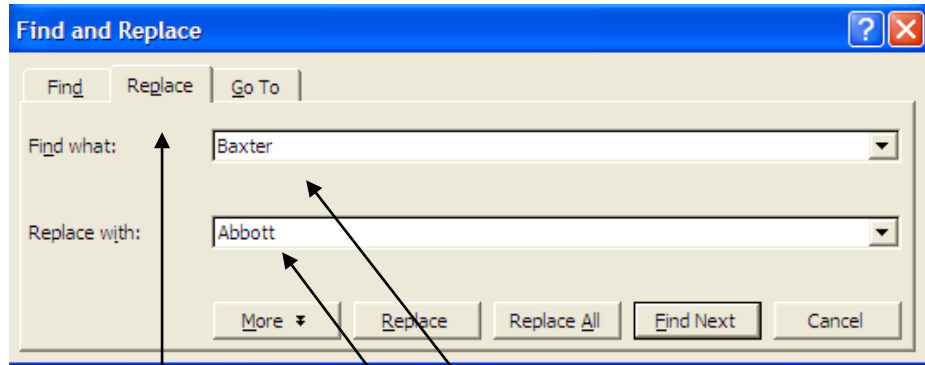 Find and Replace
Find Replace Go To
Find what: Baxter
Replace with: Abbott
More Replace Replace All Find Next Cancel